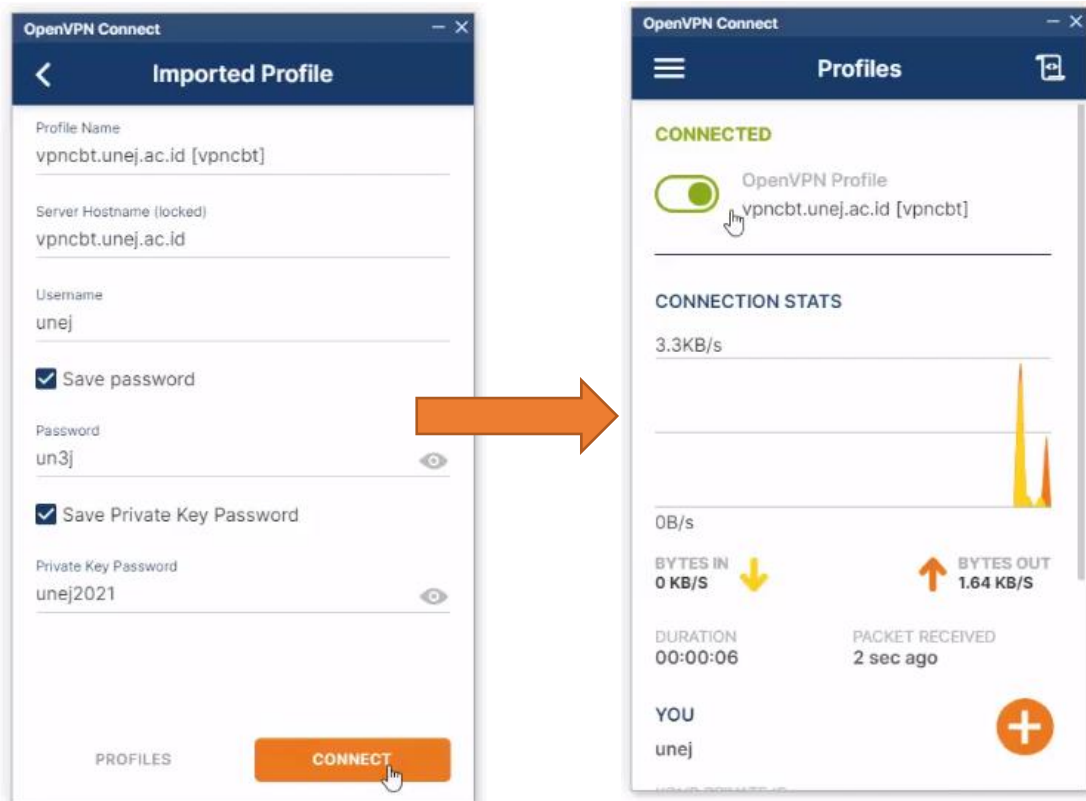 OpenVPN Connect
Imported Profile
Profile Name
vpncbt.unej.ac.id [vpncbt]
Server Hostname (locked)
vpncbt.unej.ac.id
Username
unej
Save password
Password
un3j
Save Private Key Password
Private Key Password
unej2021
PROFILES
CONNECT
OpenVPN Connect
Profiles
CONNECTED
OpenVPN Profile
vpncbt.unej.ac.id [vpncbt]
CONNECTION STATS
3.3KB/s
0B/s
BYTES IN
0 KB/S
BYTES OUT
1.64 KB/S
DURATION
00:00:06
PACKET RECEIVED
2 sec ago
YOU
unej